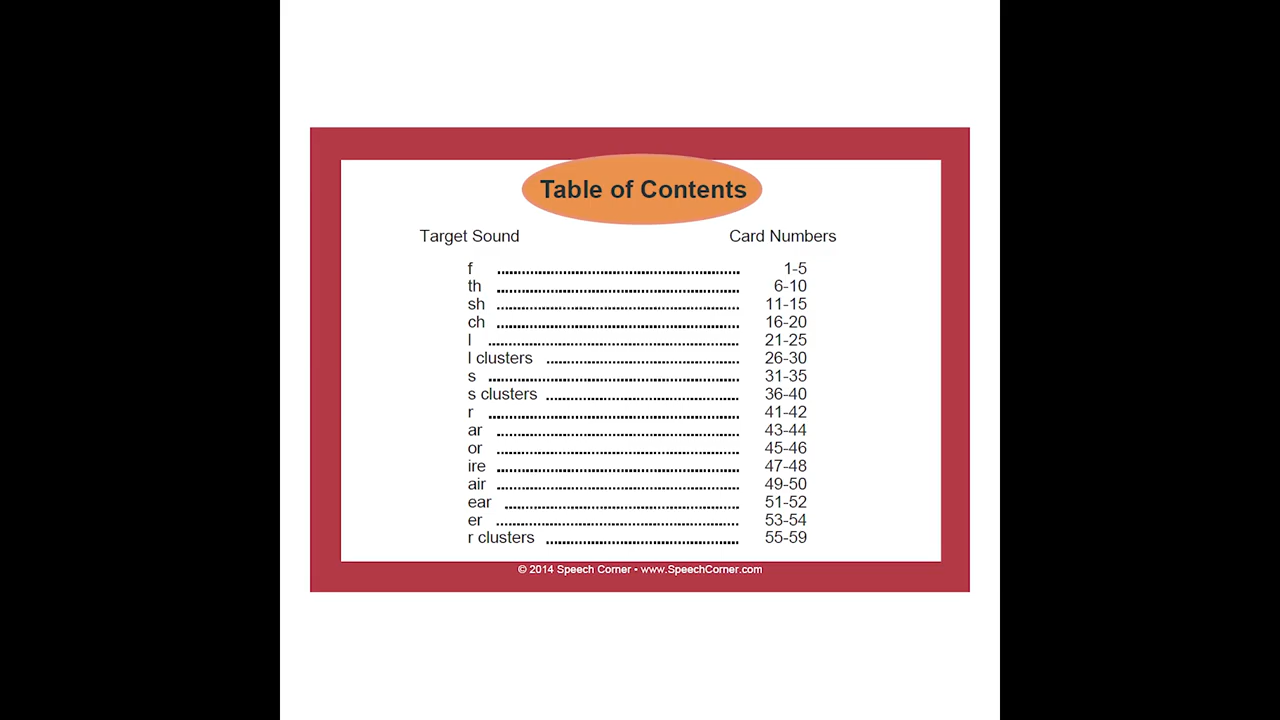 Table of Contents
Target Sound Card Numbers
f ........................................ 1-5
th ........................................ 6-10
sh ........................................ 11-15
ch ........................................ 16-20
l ........................................ 21-25
l clusters ........................................ 26-30
s ........................................ 31-35
s clusters ........................................ 36-40
r ........................................ 41-42
ar ........................................ 43-44
or ........................................ 45-46
ire ........................................ 47-48
air ........................................ 49-50
ear ........................................ 51-52
er ........................................ 53-54
r clusters ........................................ 55-59
© 2014 Speech Corner • www.SpeechCorner.com